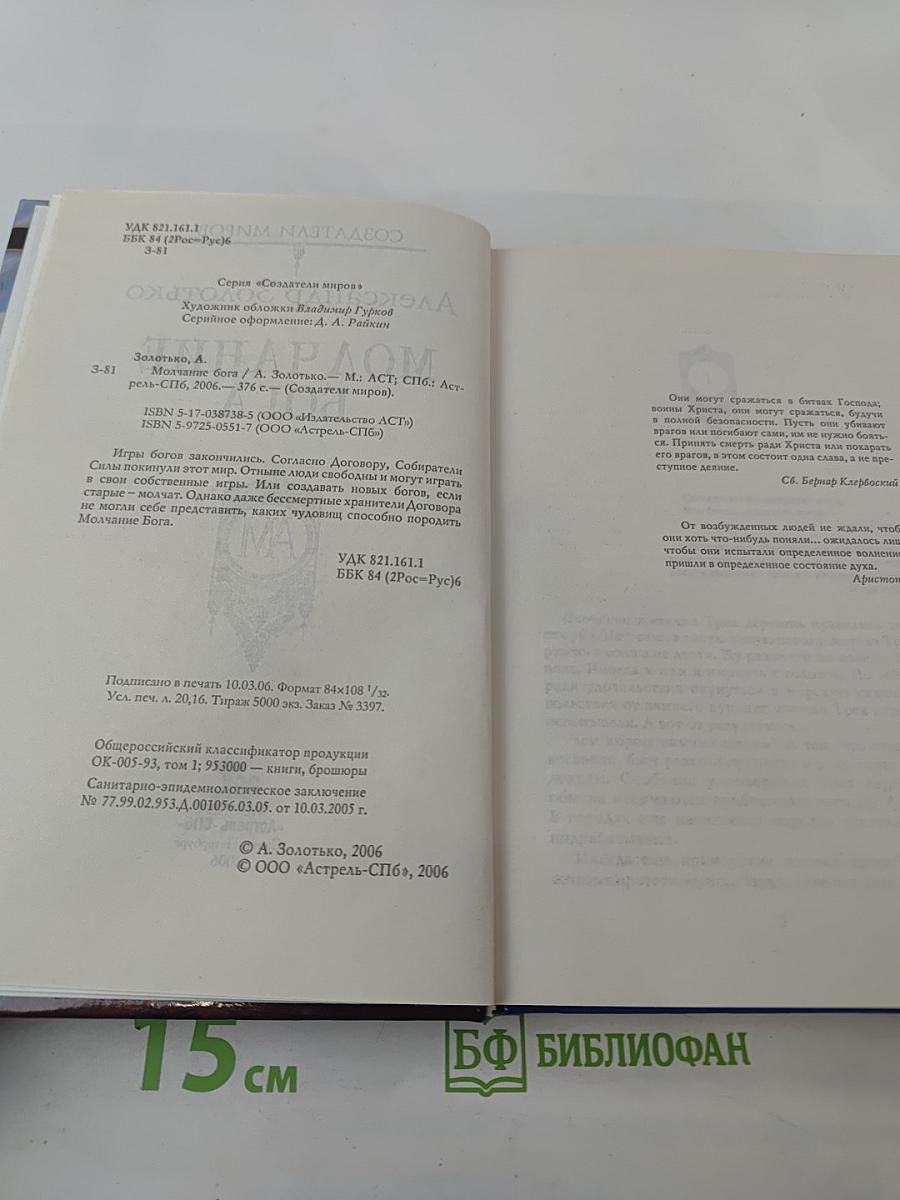 УДК 821.161.1
ББК 84 (2Рос=Рус)6
З-81
Серия «Создатели миров»
Художник обложки Владимир Гурков
Серийное оформление: Д. А. Райкин
Золотько, А.
З-81 Молчание бога / А. Золотько.— М.: АСТ; СПб.: Аст-
рель-СПб, 2006.— 376 с.— (Создатели миров).
ISBN 5-17-038738-5 (ООО «Издательство АСТ»)
ISBN 5-9725-0551-7 (ООО «Астрель-СПб»)
Игры богов закончились. Согласно Договору, Собиратели
Силы покинули этот мир. Отныне люди свободны и могут играть
в свои собственные игры. Или создавать новых богов, если
старые – молчат. Однако даже бессмертные хранители Договора
не могли себе представить, каких чудовищ способно породить
Молчание Бога.
УДК 821.161.1
ББК 84 (2Рос=Рус)6
Подписано в печать 10.03.06. Формат 84×108 1/32.
Усл. печ. л. 20,16. Тираж 5000 экз. Заказ № 3397.
Общероссийский классификатор продукции
ОК-005-93, том 1; 953000 — книги, брошюры
Санитарно-эпидемиологическое заключение
№ 77.99.02.953.Д.001056.03.05. от 10.03.2005 г.
© А. Золотько, 2006
© ООО «Астрель-СПб», 2006
Они могут сражаться в битвах Господа;
воины Христа, они могут сражаться, будучи
в полной безопасности. Пусть они убивают
врагов или погибают сами, им не нужно боять-
ся. Принять смерть ради Христа или покарать
его врагов, в этом состоит одна слава, а не пре-
ступное деяние.
Св. Бернар Клервоский
От возбужденных людей не ждали, чтоб
они хоть что-нибудь поняли... ожидалось лиш
чтобы они испытали определенное волнени
пришли в определенное состояние духа.
Аристот
15 см
БФ БИБЛИОФАН